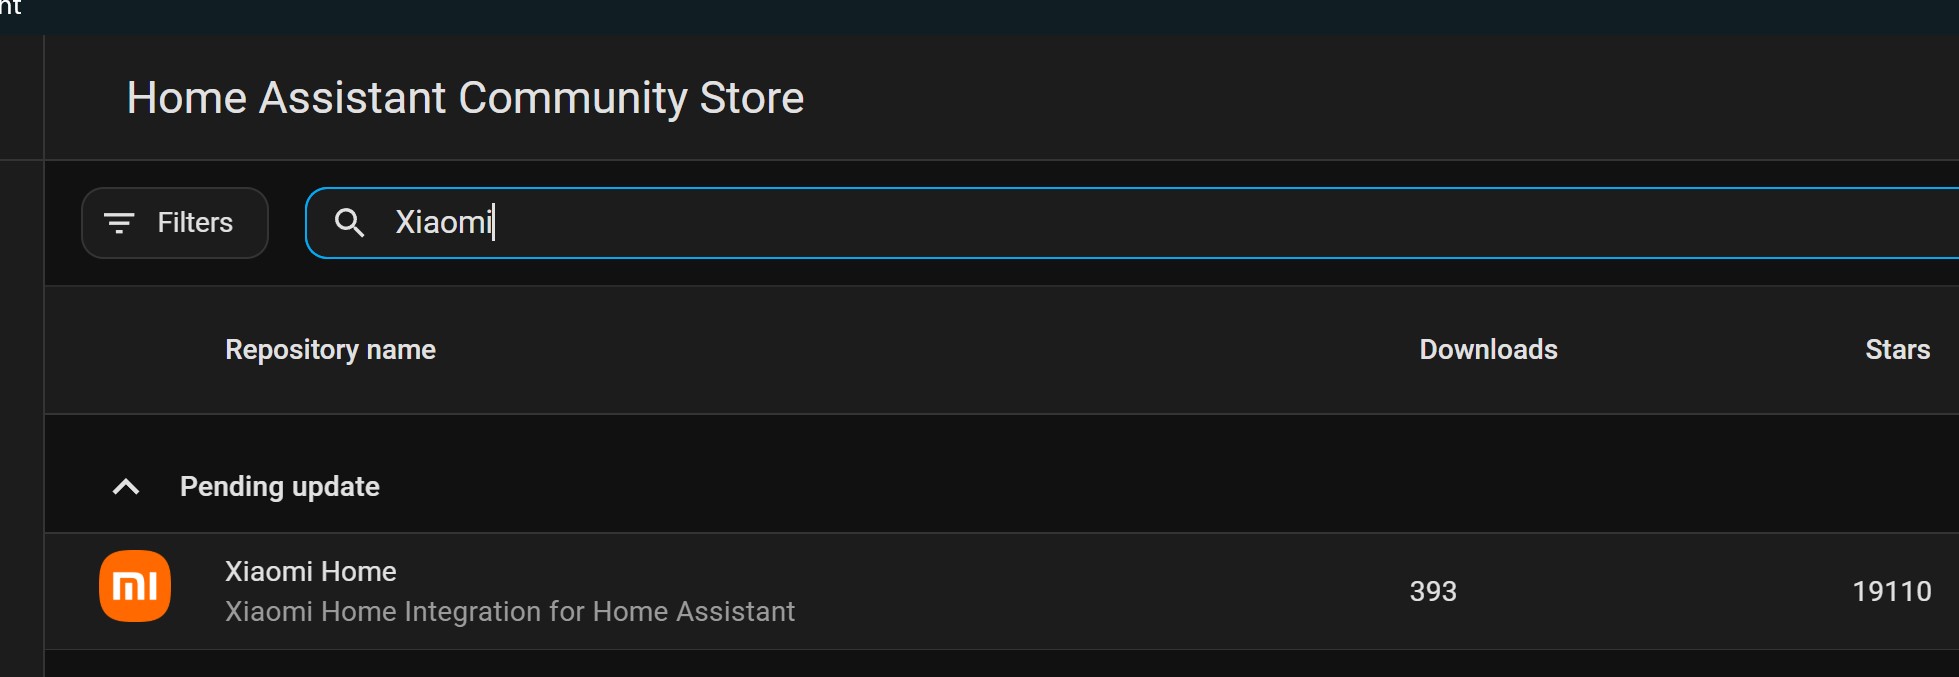 nt
Home Assistant Community Store
Filters
Xiaomi
Repository name Downloads Stars
Pending update
Xiaomi Home
Xiaomi Home Integration for Home Assistant
393 19110